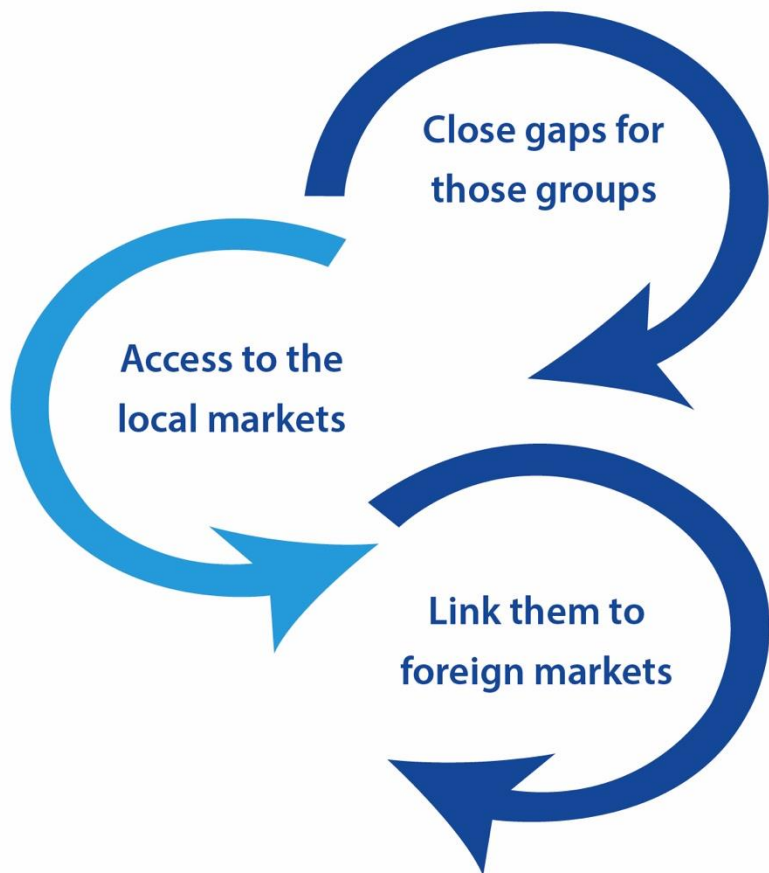 Close gaps for
those groups
Access to the
local markets
Link them to
foreign markets